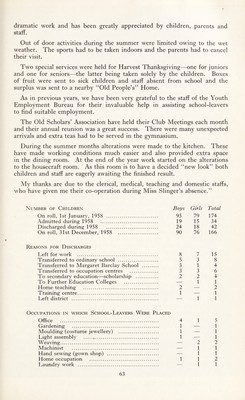 dramatic work and has been greatly appreciated by children, parents and
staff.
Out of door activities during the summer were limited owing to the wet
weather. The sports had to be taken indoors and the parents had to cancel
their visit.
Two special services were held for Harvest Thanksgiving—one for juniors
and one for seniors—the latter being taken solely by the children. Boxes
of fruit were sent to sick children and staff absent from school and the
surplus was sent to a nearby "Old People's" Home.
As in previous years, we have been very grateful to the staff of the Youth
Employment Bureau for their invaluable help in assisting school-leavers
to find suitable employment.
The Old Scholars' Association have held their Club Meetings each month
and their annual reunion was a great success. There were many unexpected
arrivals and extra teas had to be served in the gymnasium.
During the summer months alterations were made to the kitchen. These
have made working conditions much easier and also provided extra space
in the dining room. At the end of the year work started on the alterations
to the housecraft room. As this room is to have a decided "new look" both
children and staff are eagerly awaiting the finished result.
My thanks are due to the clerical, medical, teaching and domestic staffs,
who have given me their co-operation during Miss Slinger's absence."
NUMBER OF CHILDREN Boys Girls Total
On roll, 1st January, 1958 95 79 174
Admitted during 1958 19 15 34
Discharged during 1958 24 18 42
On roll, 31st December, 1958 90 76 166
REASONS FOR DISCHARGES
Left for work 8 7 15
Transferred to ordinary school 5 3 8
Transferred to Margaret Barclay School 3 1 4
Transferred to occupation centres 3 3 6
To secondary education—scholarship 2 2 4
To Further Education Colleges — 1 1
Home teaching 2 — 2
Training centre 1 — 1
Left district — 1 1
OCCUPATIONS IN WHICH SCHOOL-LEAVERS WERE PLACED
Office 4 1 5
Gardening 1 — 1
Moulding (costume jewellery) 1 — 1
Light assembly 1 — 1
Weaving — 2 2
Machinist — 1 1
Hand sewing (gown shop) — 1 1
Home occupation 1 1 2
Laundry work — 1 1
63